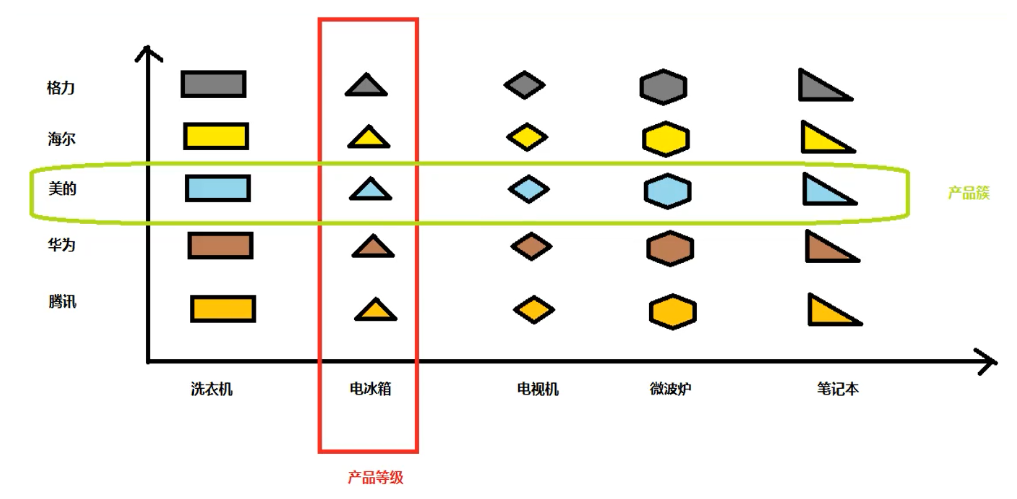 格力
海尔
美的
产品簇
华为
腾讯
洗衣机
电冰箱
电视机
微波炉
笔记本
产品等级